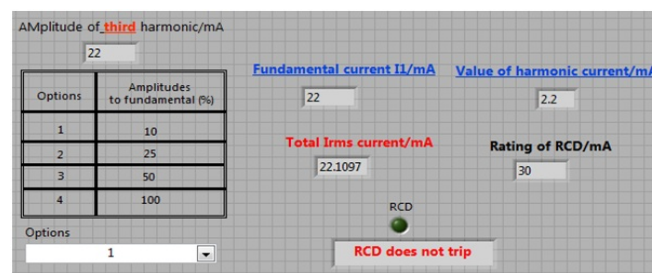 AMplitude of third harmonic/mA
22
Options Amplitudes to fundamental (%)
1 10
2 25
3 50
4 100
Options
1
Fundamental current I1/mA
22
Value of harmonic current/mA
2.2
Total Irms current/mA
22.1097
Rating of RCD/mA
30
RCD
RCD does not trip